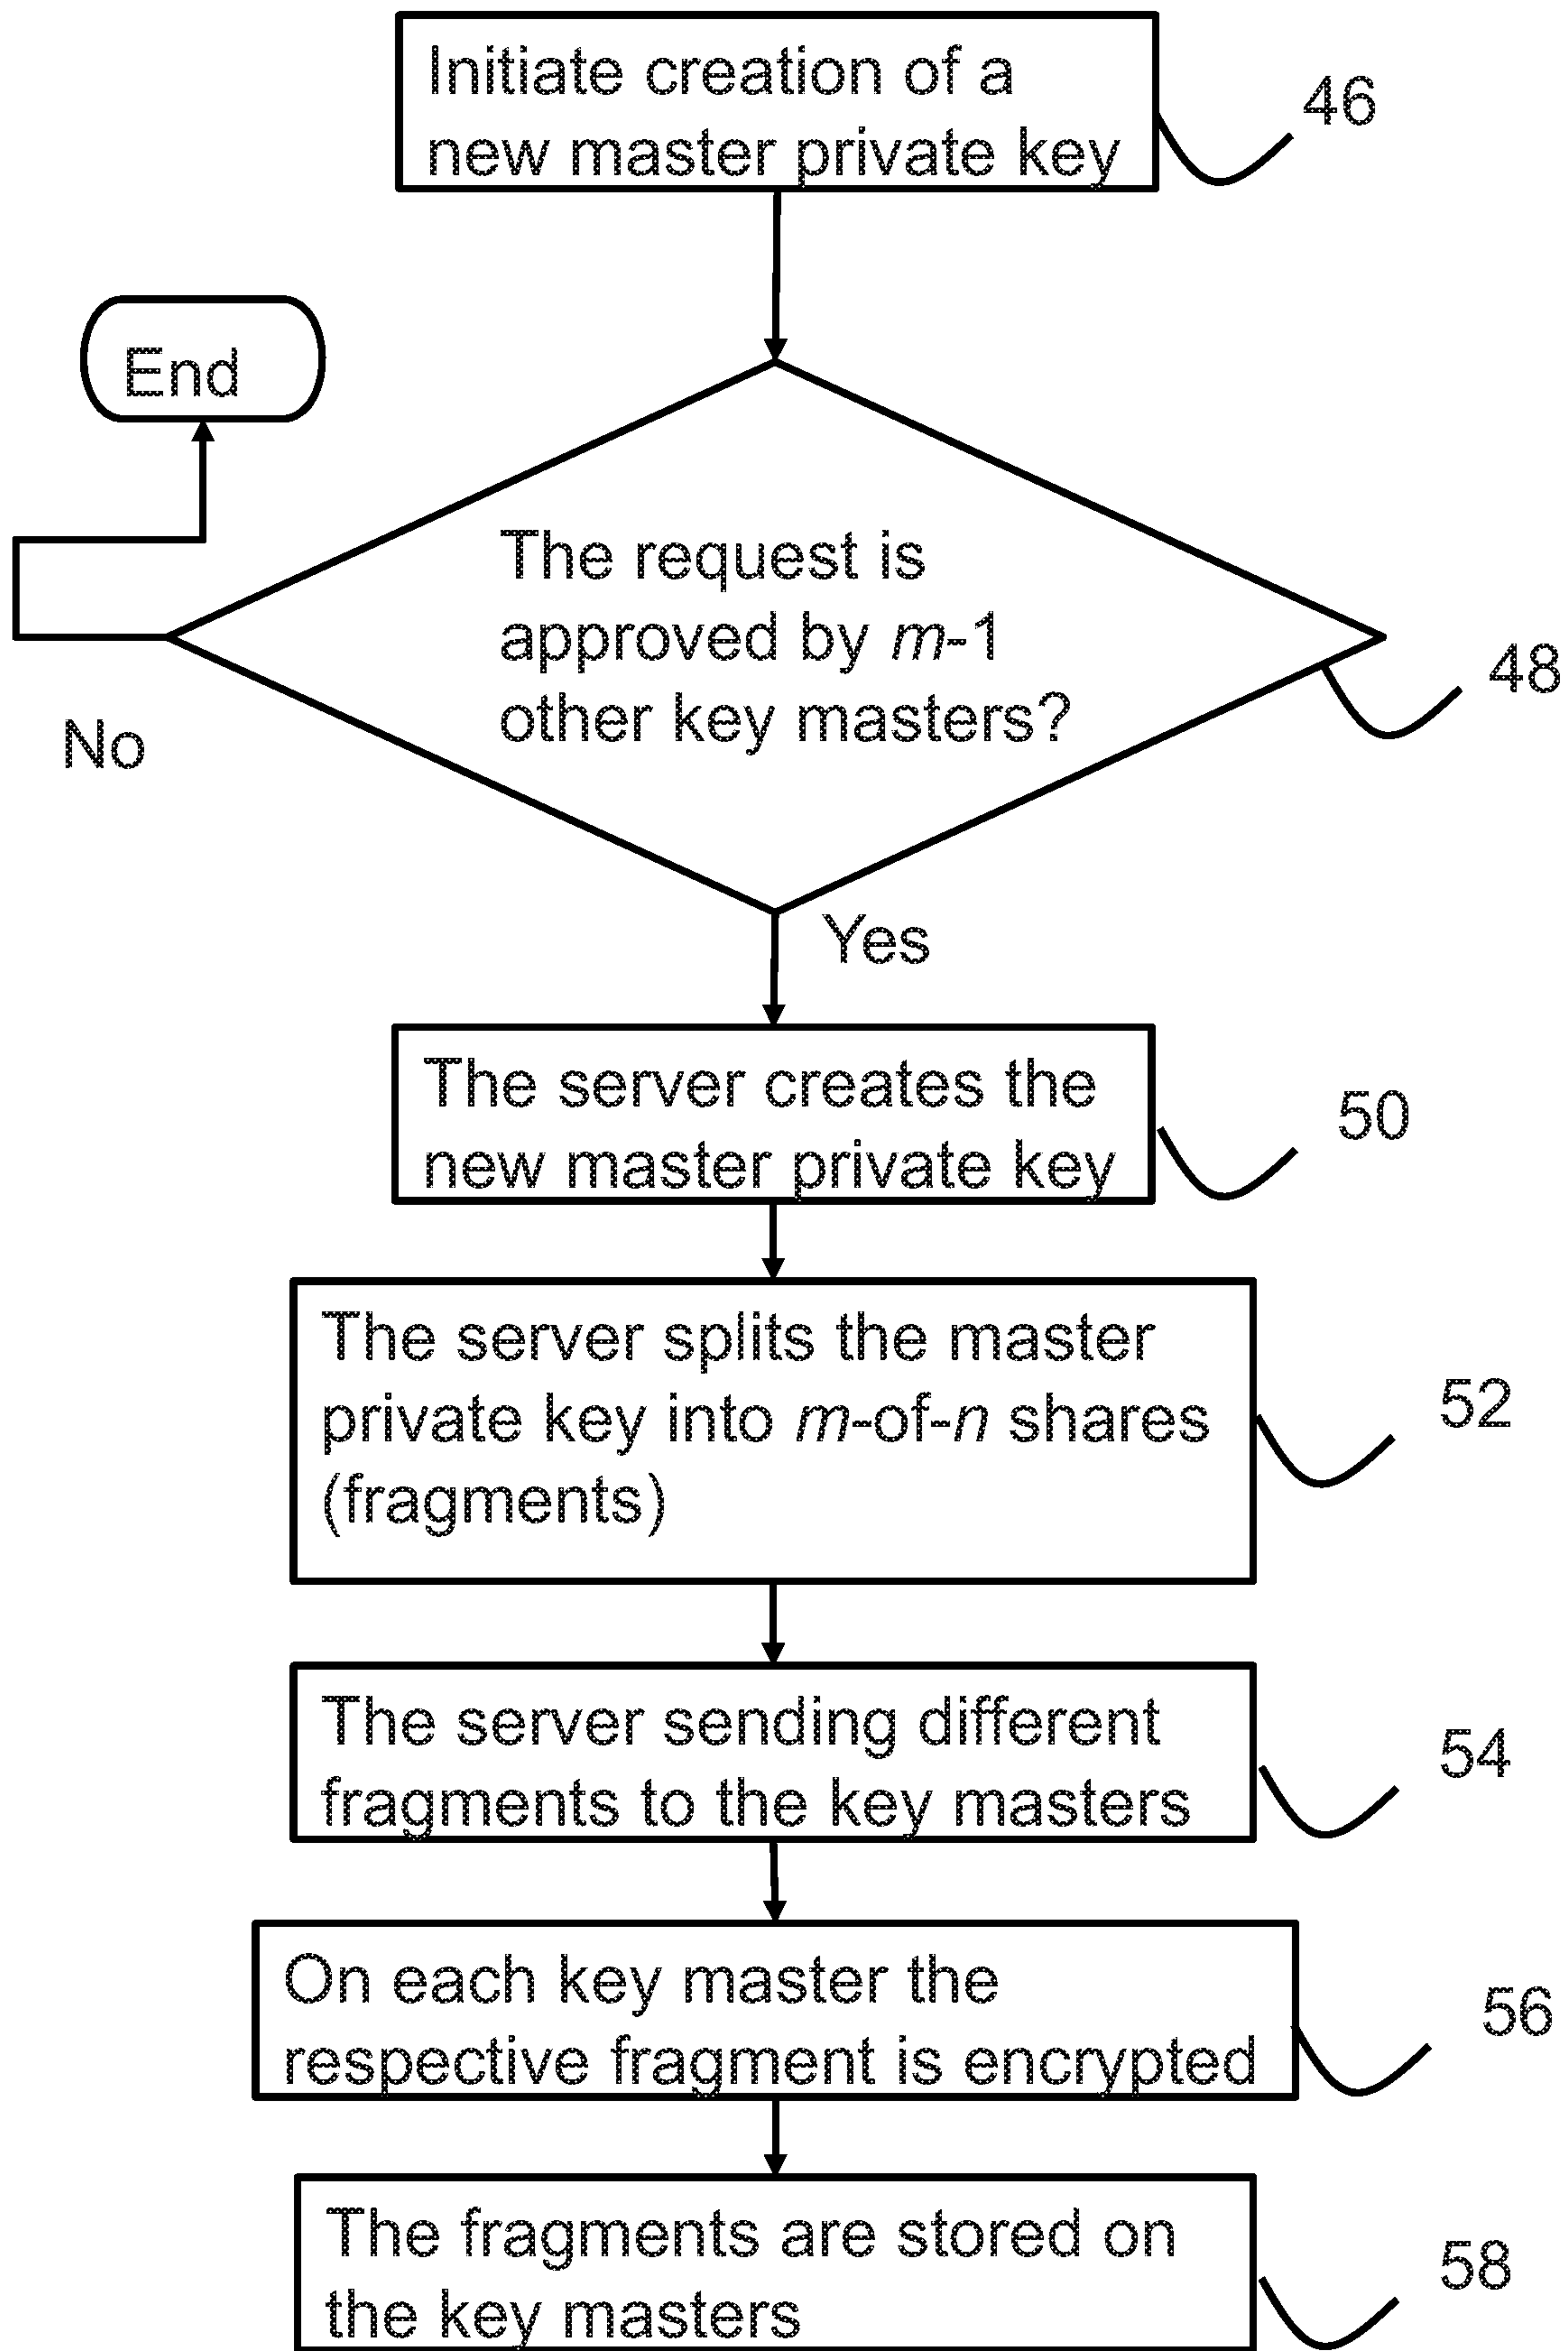 Initiate creation of a
new master private key
46
End
The request is
approved by m-1
other key masters?
48
No
Yes
The server creates the
new master private key
50
The server splits the master
private key into m-of-n shares
(fragments)
52
The server sending different
fragments to the key masters
54
On each key master the
respective fragment is encrypted
56
The fragments are stored on
the key masters
58